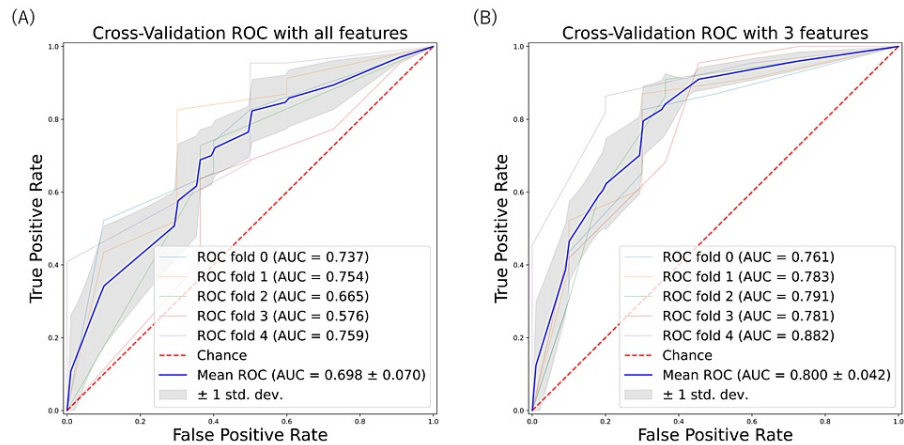 (A)
Cross-Validation ROC with all features
1.0
0.8
0.6
0.4
0.2
0.0
True Positive Rate
ROC fold 0 (AUC = 0.737)
ROC fold 1 (AUC = 0.754)
ROC fold 2 (AUC = 0.665)
ROC fold 3 (AUC = 0.576)
ROC fold 4 (AUC = 0.759)
Chance
Mean ROC (AUC = 0.698 ± 0.070)
± 1 std. dev.
0.0 0.2 0.4 0.6 0.8 1.0
False Positive Rate
(B)
Cross-Validation ROC with 3 features
1.0
0.8
0.6
0.4
0.2
0.0
True Positive Rate
ROC fold 0 (AUC = 0.761)
ROC fold 1 (AUC = 0.783)
ROC fold 2 (AUC = 0.791)
ROC fold 3 (AUC = 0.781)
ROC fold 4 (AUC = 0.882)
Chance
Mean ROC (AUC = 0.800 ± 0.042)
± 1 std. dev.
0.0 0.2 0.4 0.6 0.8 1.0
False Positive Rate